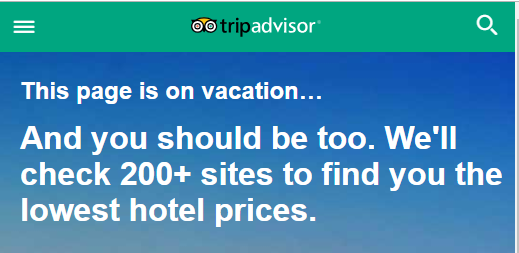 tripadvisor®
This page is on vacation...
And you should be too. We'll
check 200+ sites to find you the
lowest hotel prices.